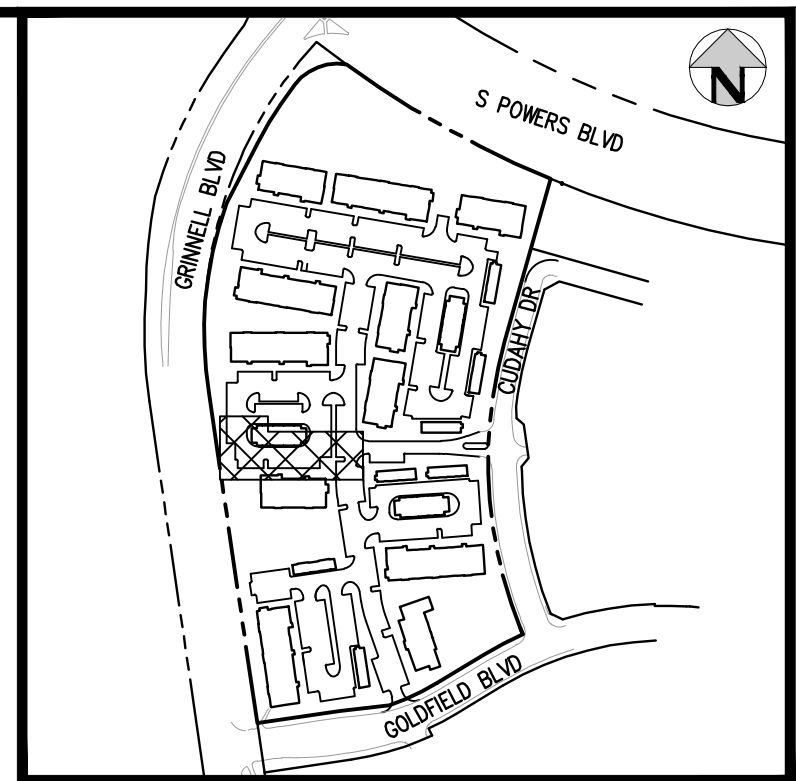 N
S POWERS BLVD
GRINNELL BLVD
CUDAHY DR
GOLDFIELD BLVD